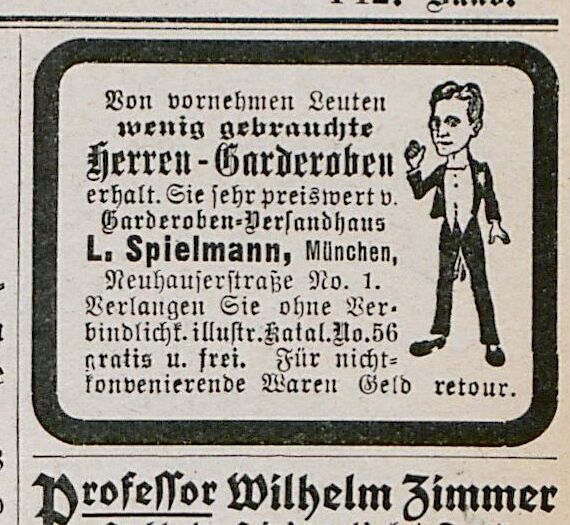 Von vornehmen Leuten
wenig gebrauchte
Herren-Garderoben
erhalt. Sie sehr preiswert v.
Garderoben-Versandhaus
L. Spielmann, München,
Neuhauserstraße No. 1.
Verlangen Sie ohne Ver-
bindlichk. illustr. Katal. No. 56
gratis u. frei. Für nicht-
konvenierende Waren Geld retour.
Professor Wilhelm Zimmer